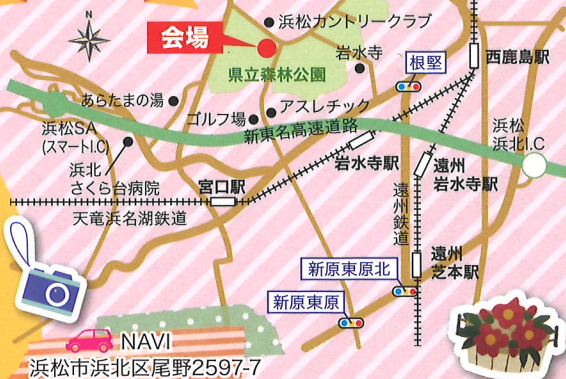 N
浜松カントリークラブ
会場
岩水寺
県立森林公園
根堅
西鹿島駅
あらたまの湯
ゴルフ場
アスレチック
新東名高速道路
浜松SA
(スマートI.C)
浜松
浜北I.C
浜北
さくら台病院
岩水寺駅
遠州
岩水寺駅
宮口駅
天竜浜名湖鉄道
遠州鉄道
遠州
芝本駅
新原東原北
新原東原
NAVI
浜松市浜北区尾野2597-7